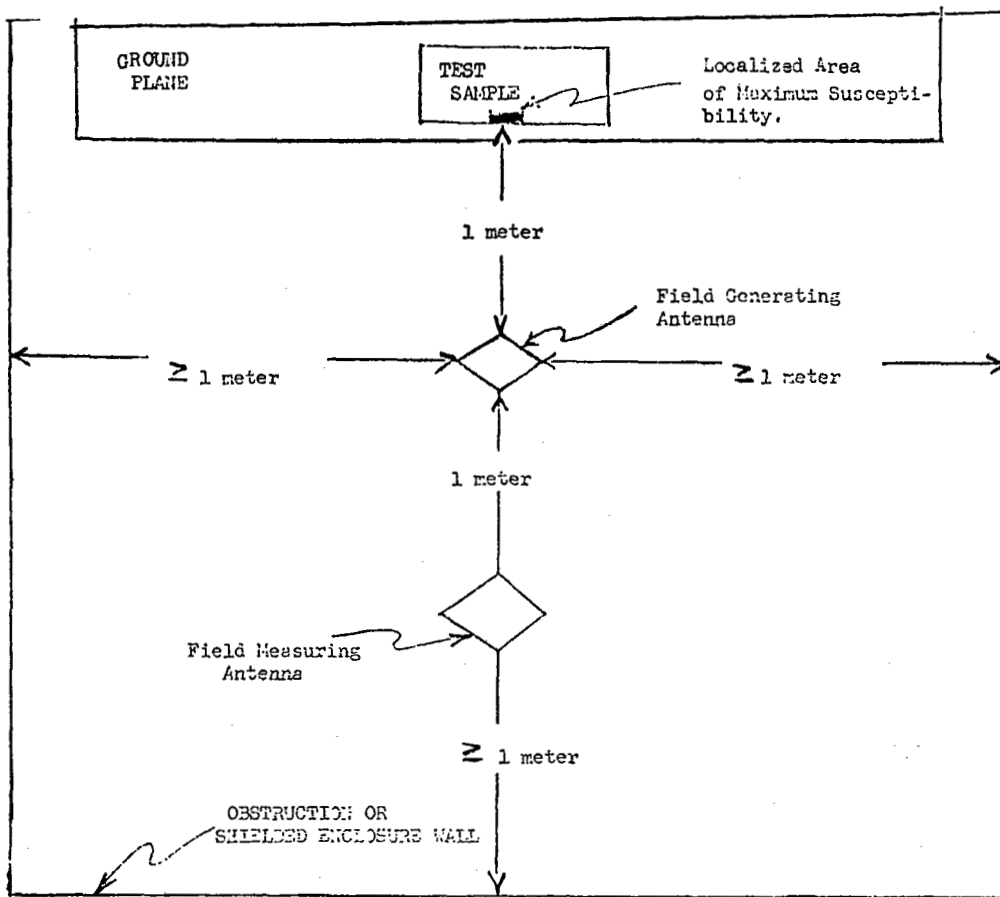 GROUND
PLANE
TEST
SAMPLE
Localized Area
of Maximum Suscepti-
bility.
1 meter
Field Generating
Antenna
≥ 1 meter
≥ 1 meter
1 meter
Field Measuring
Antenna
≥ 1 meter
OBSTRUCTION OR
SHIELDED ENCLOSURE WALL